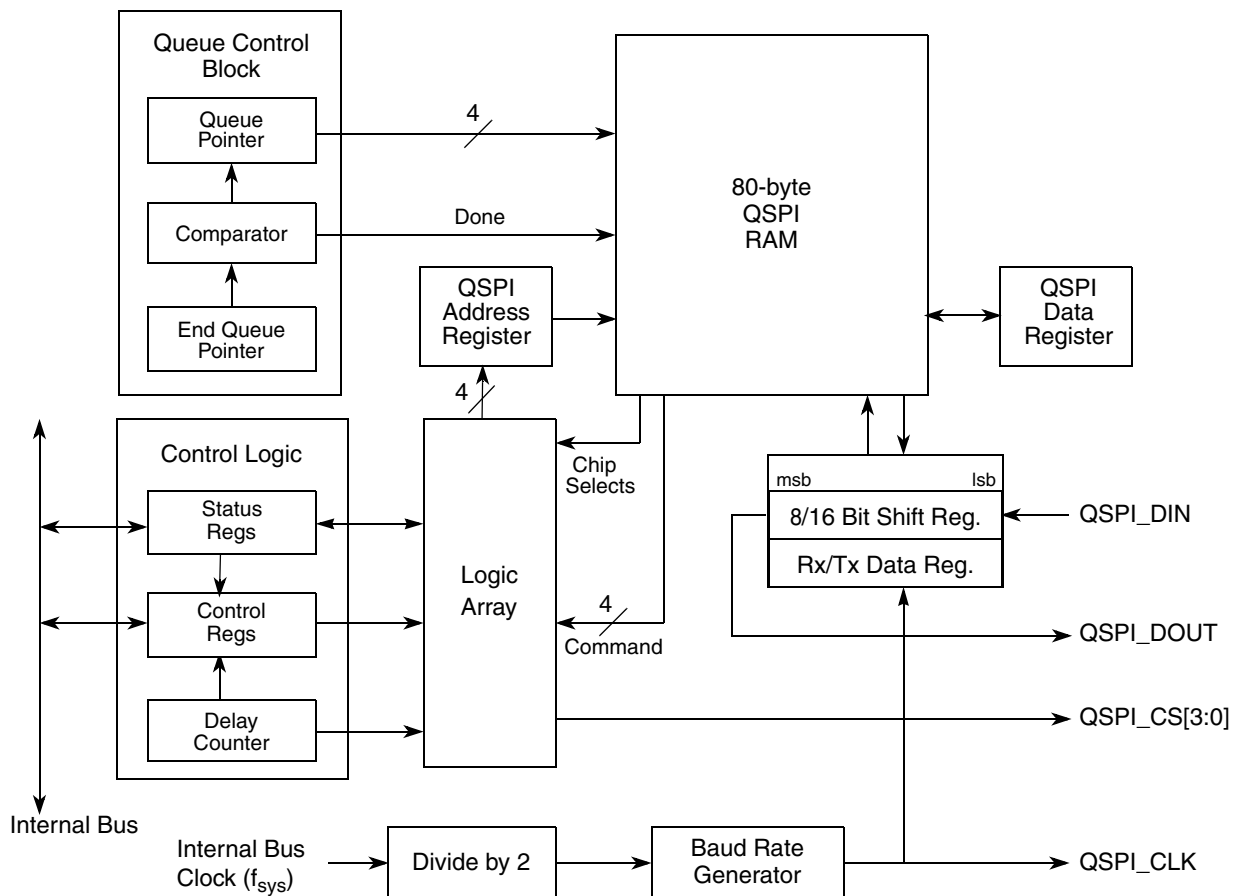 Queue Control
Block
Queue
Pointer
4
Comparator
Done
End Queue
Pointer
80-byte
QSPI
RAM
QSPI
Address
Register
QSPI
Data
Register
4
Control Logic
Status
Regs
Control
Regs
Delay
Counter
Logic
Array
Chip
Selects
4
Command
msb
lsb
8/16 Bit Shift Reg.
Rx/Tx Data Reg.
QSPI_DIN
QSPI_DOUT
QSPI_CS[3:0]
Internal Bus
Internal Bus
Clock (fsys)
Divide by 2
Baud Rate
Generator
QSPI_CLK